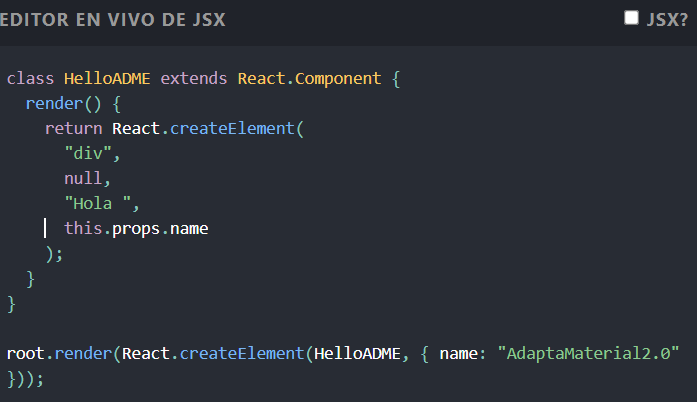 EDITOR EN VIVO DE JSX
JSX?
class HelloADME extends React.Component {
  render() {
    return React.createElement(
      "div",
      null,
      "Hola ",
      this.props.name
    );
  }
}
root.render(React.createElement(HelloADME, { name: "AdaptaMaterial2.0"
}));